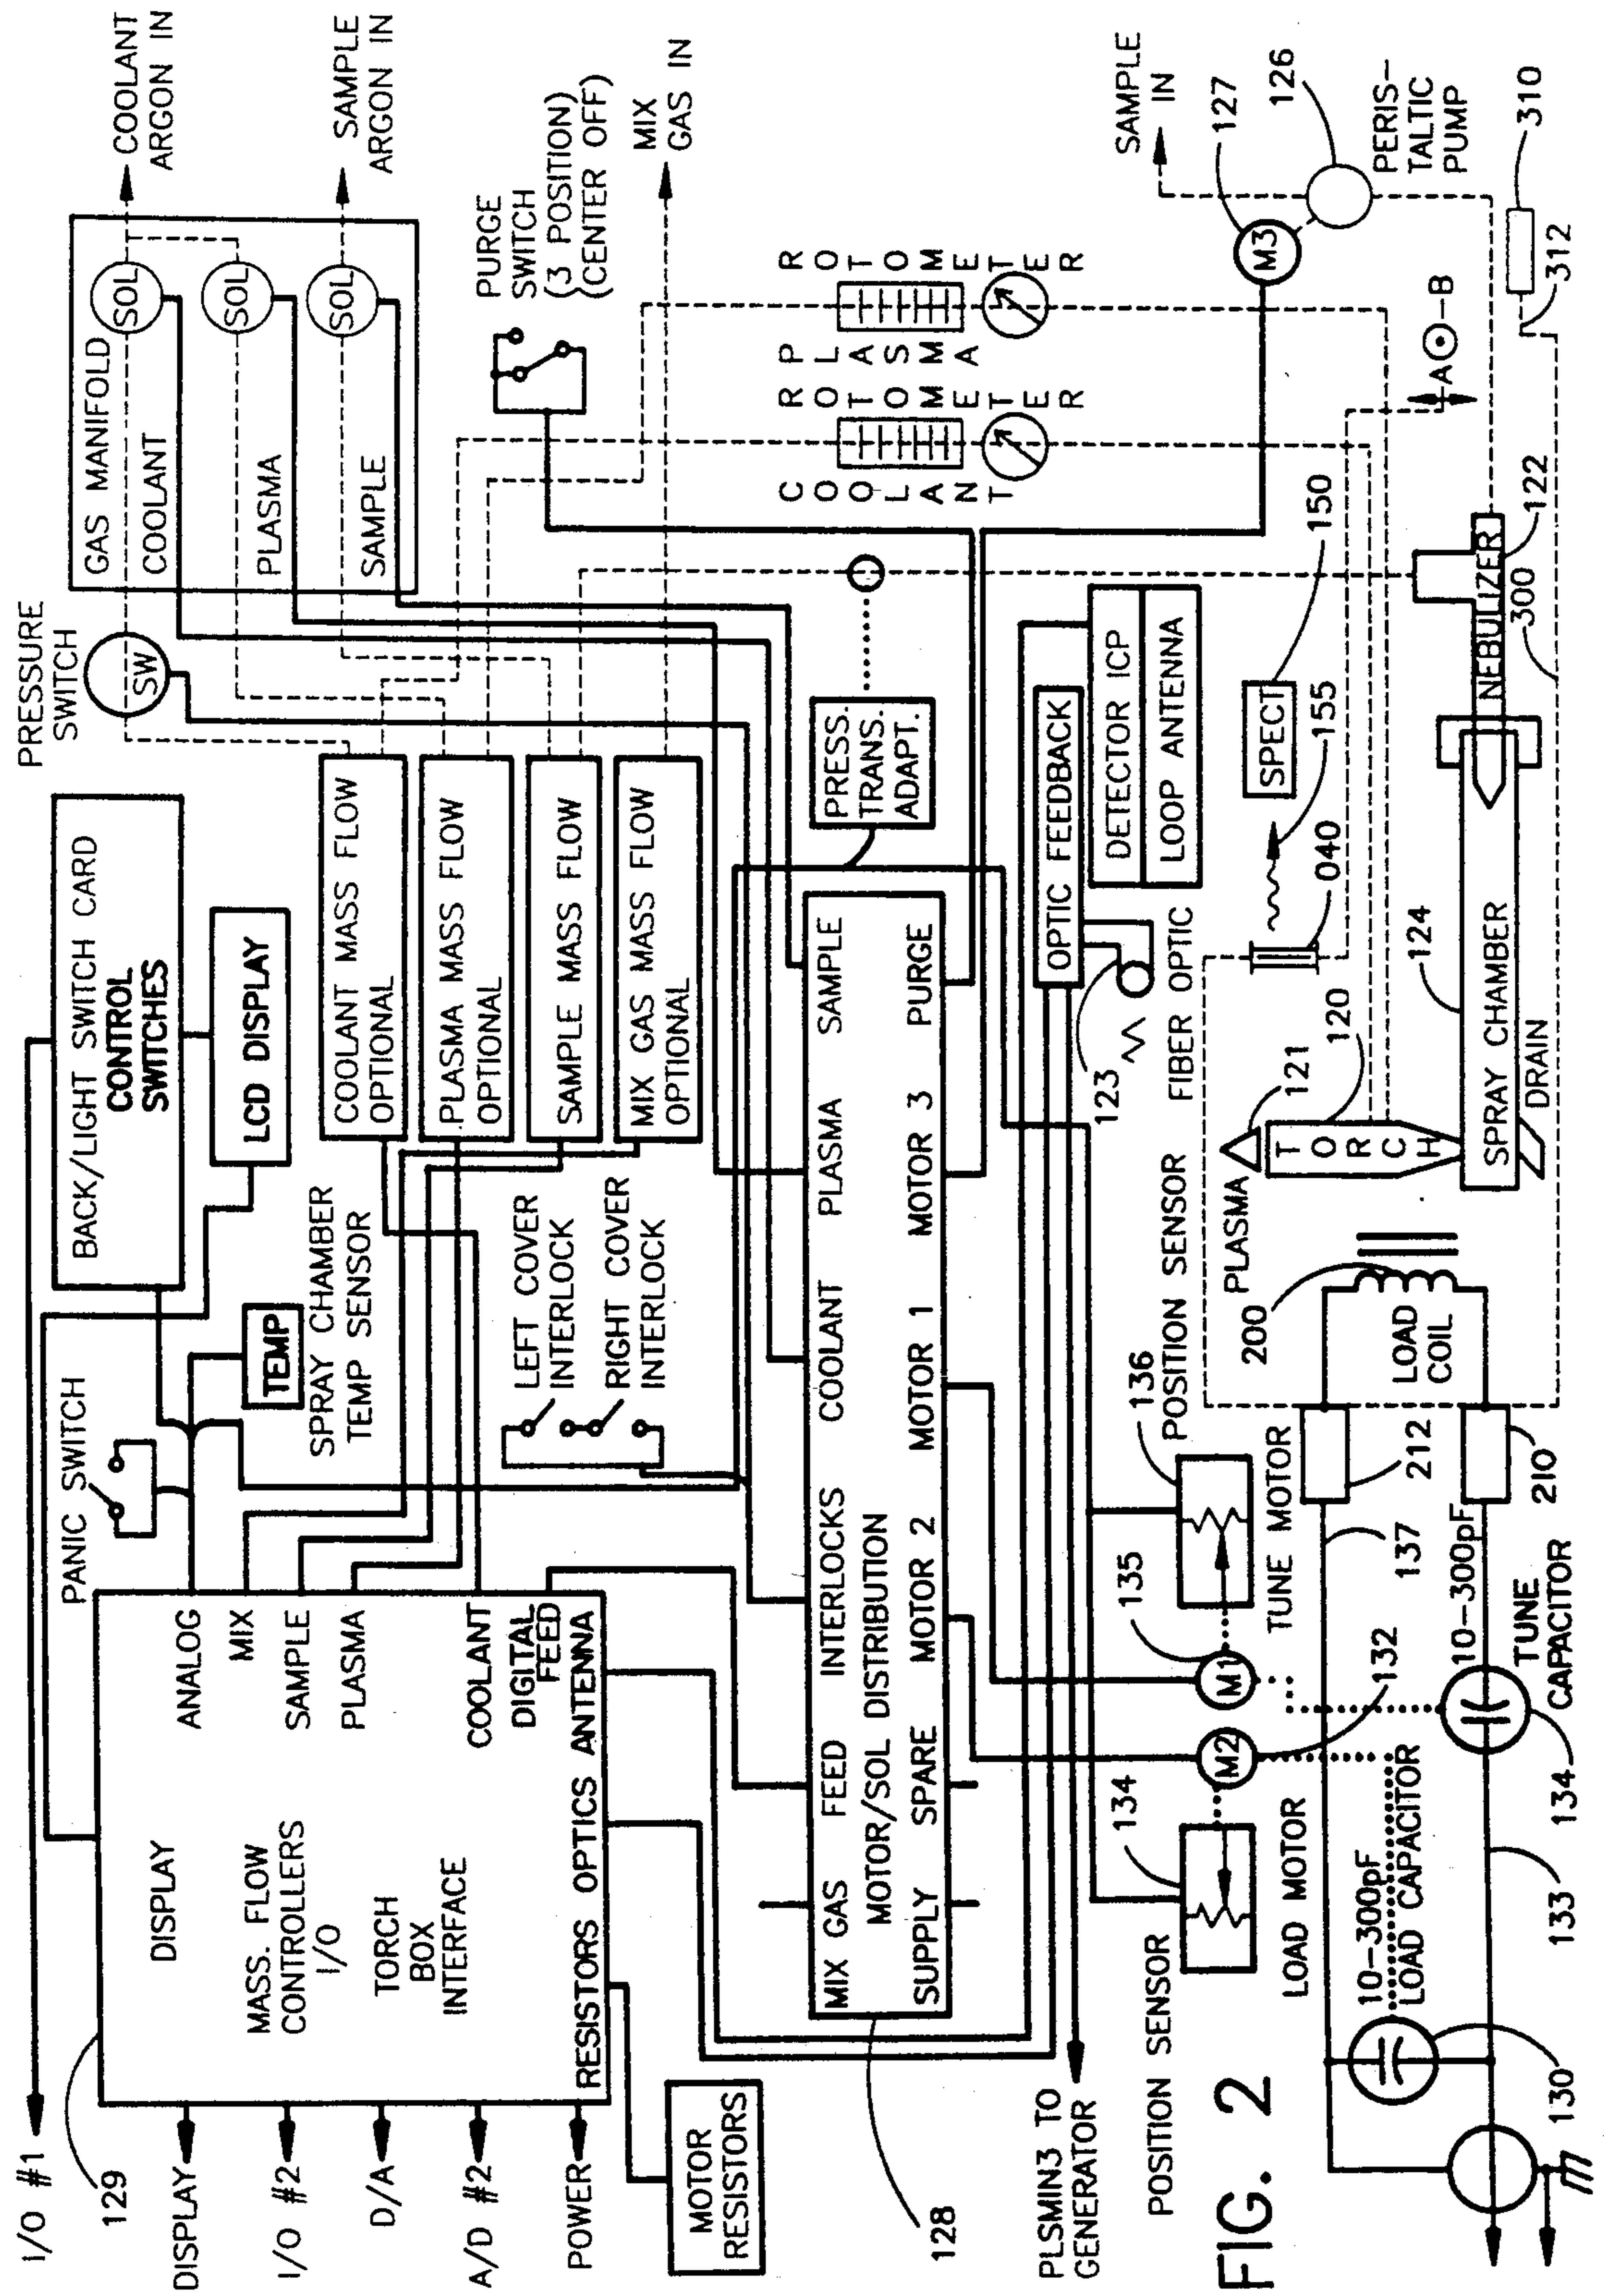 I/O #1
129
DISPLAY
I/O #2
D/A
A/D #2
POWER
MOTOR
RESISTORS
DISPLAY
MASS. FLOW
CONTROLLERS
I/O
TORCH
BOX
INTERFACE
RESISTORS OPTICS ANTENNA
ANALOG
MIX
SAMPLE
PLASMA
COOLANT
DIGITAL
FEED
PANIC SWITCH
TEMP
SPRAY CHAMBER
TEMP SENSOR
BACK/LIGHT SWITCH CARD
CONTROL
SWITCHES
LCD DISPLAY
COOLANT MASS FLOW
OPTIONAL
PLASMA MASS FLOW
OPTIONAL
SAMPLE MASS FLOW
MIX GAS MASS FLOW
OPTIONAL
LEFT COVER
INTERLOCK
RIGHT COVER
INTERLOCK
PRESSURE
SWITCH
SW
GAS MANIFOLD
COOLANT
PLASMA
SAMPLE
SOL
SOL
SOL
COOLANT
ARGON IN
SAMPLE
ARGON IN
PURGE
SWITCH
(3 POSITION)
(CENTER OFF)
MIX
GAS IN
PRESS.
TRANS.
ADAPT.
COOLANT
ROTOMETER
PLASMA
ROTOMETER
MIX GAS FEED INTERLOCKS COOLANT PLASMA SAMPLE
MOTOR/SOL DISTRIBUTION
SUPPLY SPARE MOTOR 2 MOTOR 1 MOTOR 3 PURGE
128
PLSMIN3 TO
GENERATOR
OPTIC FEEDBACK
DETECTOR ICP
LOOP ANTENNA
123
FIBER OPTIC
M3
127
126
SAMPLE
IN
PERIS-
TALTIC
PUMP
310
312
A
B
SPECT
150
155
040
NEBULIZER
122
300
124
SPRAY CHAMBER
DRAIN
120
TORCH
121
PLASMA
200
LOAD
COIL
212
210
POSITION SENSOR
136
TUNE MOTOR
135
M1
M2
132
137
10-300pF
TUNE
CAPACITOR
134
134
POSITION SENSOR
LOAD MOTOR
10-300pF
LOAD CAPACITOR
133
130
FIG. 2